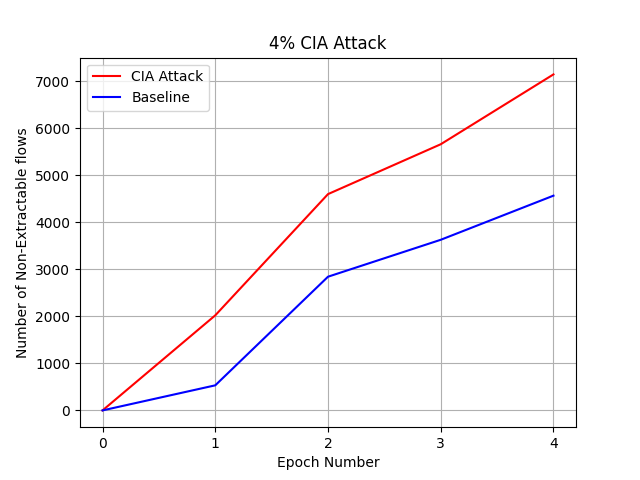 4% CIA Attack
CIA Attack
Baseline
Number of Non-Extractable flows
7000
6000
5000
4000
3000
2000
1000
0
0 1 2 3 4
Epoch Number